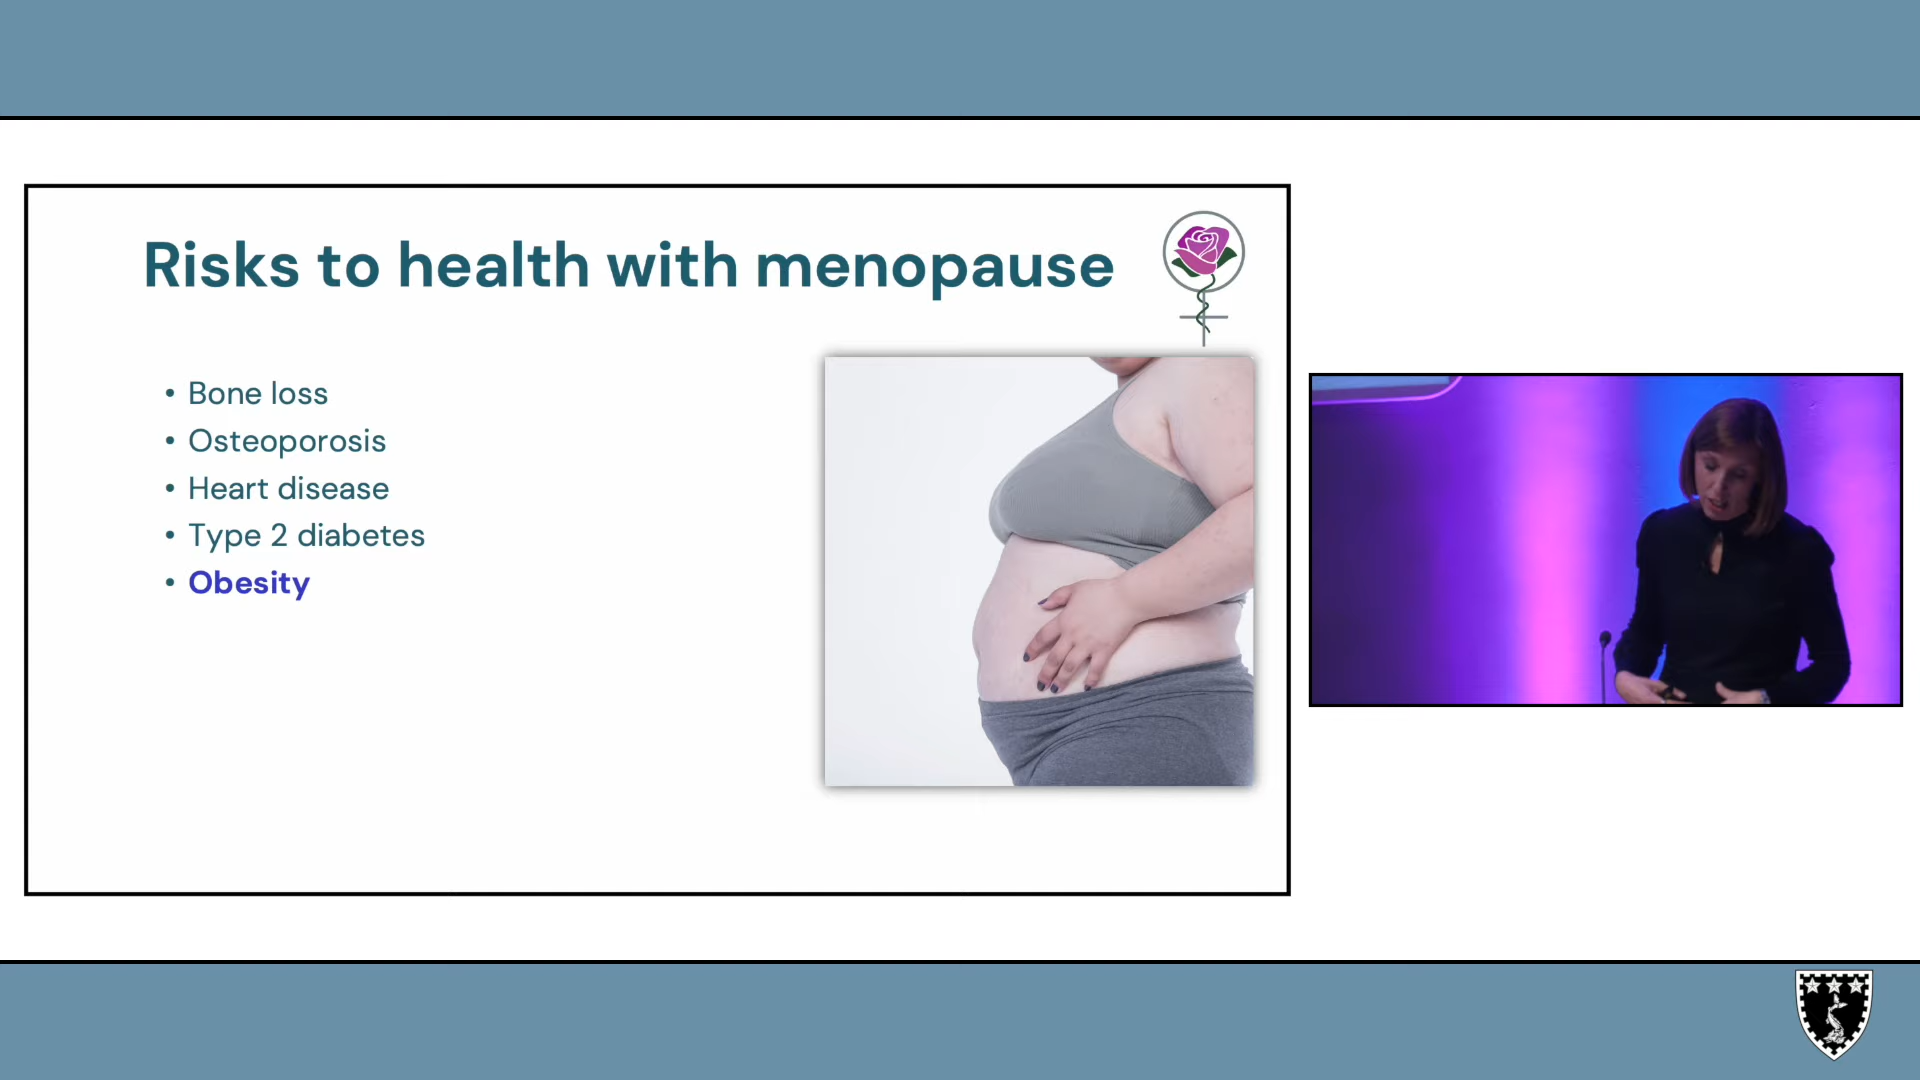 Risks to health with menopause
• Bone loss
• Osteoporosis
• Heart disease
• Type 2 diabetes
• Obesity